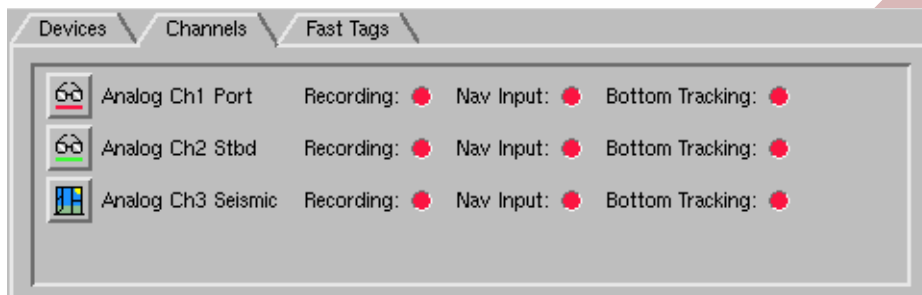 Devices Channels Fast Tags
Analog Ch1 Port Recording: Nav Input: Bottom Tracking:
Analog Ch2 Stbd Recording: Nav Input: Bottom Tracking:
Analog Ch3 Seismic Recording: Nav Input: Bottom Tracking: